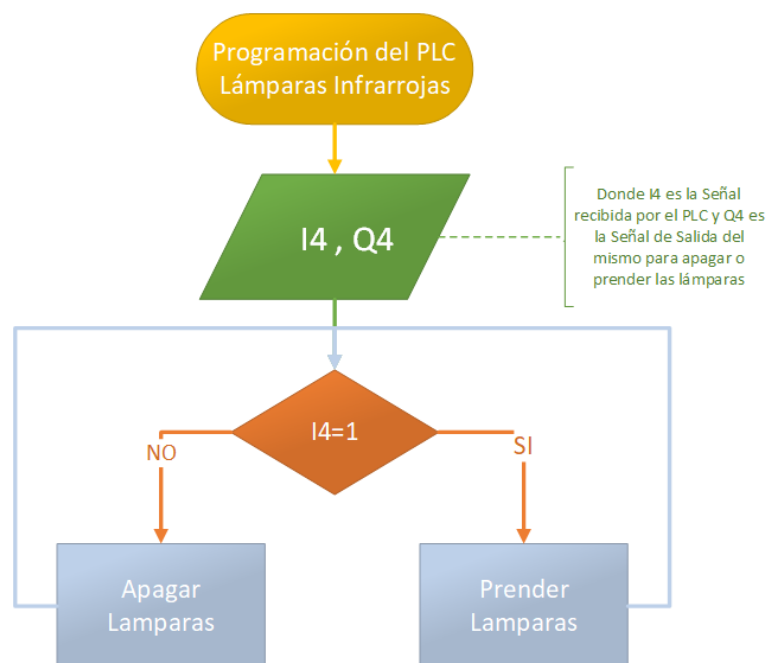 Programación del PLC
Lámparas Infrarrojas
I4 , Q4
Donde I4 es la Señal
recibida por el PLC y Q4 es
la Señal de Salida del
mismo para apagar o
prender las lámparas
I4=1
NO
SI
Apagar
Lamparas
Prender
Lamparas